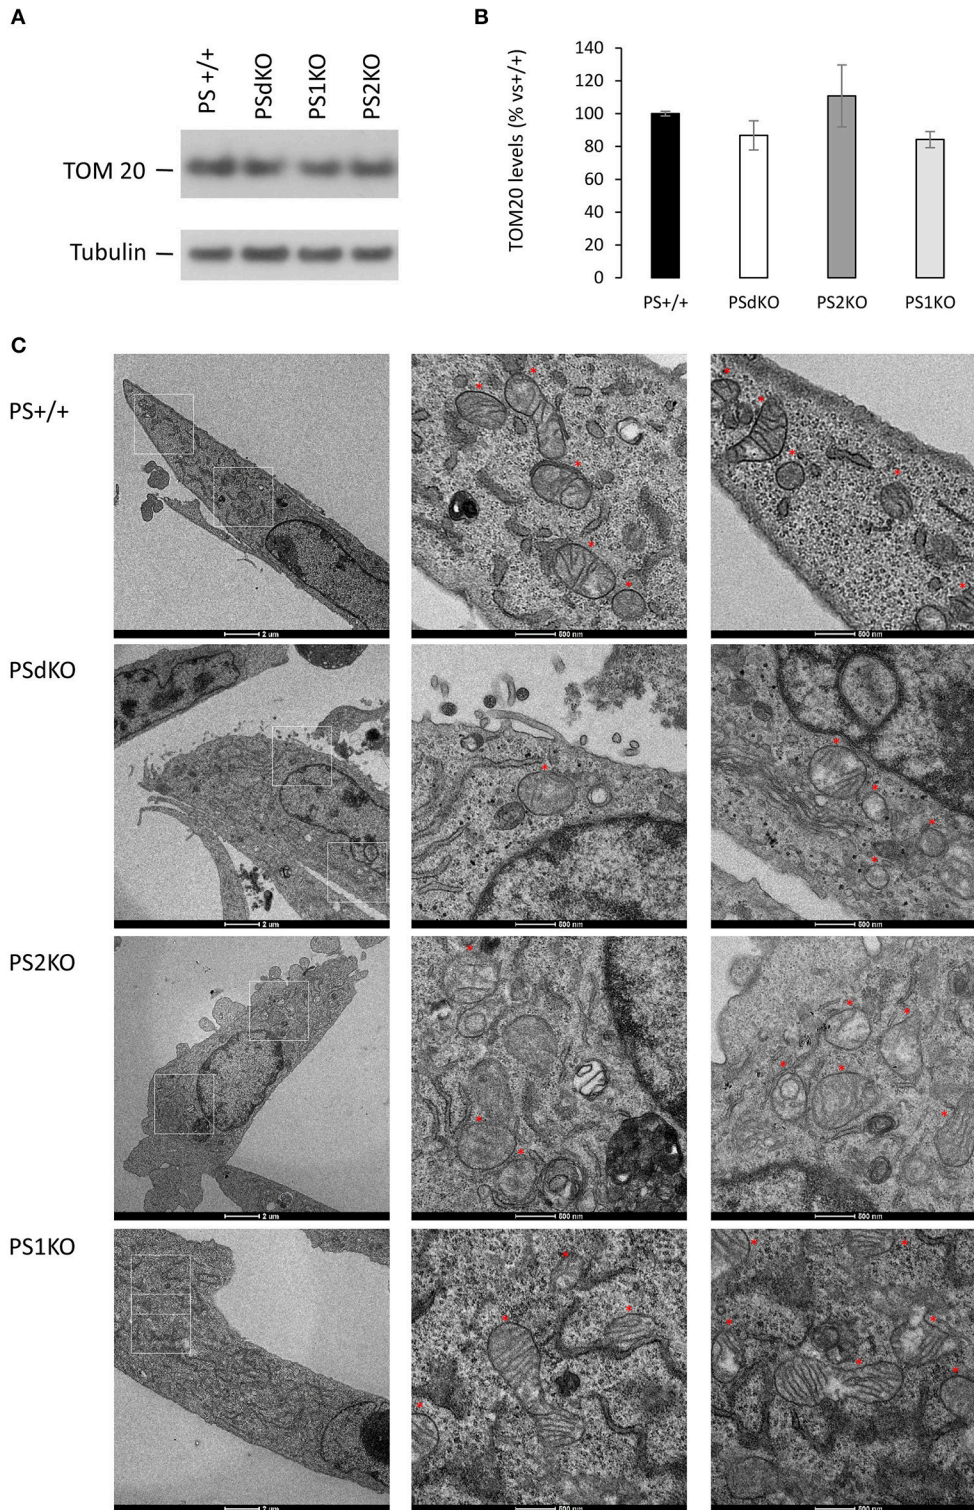 A
PS +/+
PSdKO
PS1KO
PS2KO
TOM 20
Tubulin
B
TOM20 levels (% vs+/+)
140
120
100
80
60
40
20
0
PS+/+
PSdKO
PS2KO
PS1KO
C
PS+/+
2 um
500 nm
500 nm
PSdKO
2 um
500 nm
500 nm
PS2KO
2 um
500 nm
500 nm
PS1KO
2 um
500 nm
500 nm